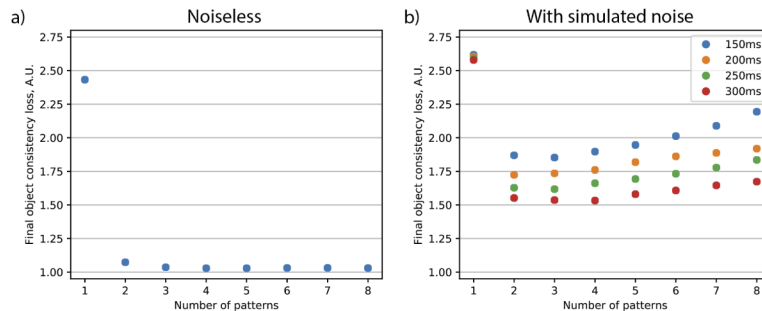 a)
Noiseless
Final object consistency loss, A.U.
2.75
2.50
2.25
2.00
1.75
1.50
1.25
1.00
1 2 3 4 5 6 7 8
Number of patterns
b)
With simulated noise
Final object consistency loss, A.U.
2.75
2.50
2.25
2.00
1.75
1.50
1.25
1.00
150ms
200ms
250ms
300ms
1 2 3 4 5 6 7 8
Number of patterns